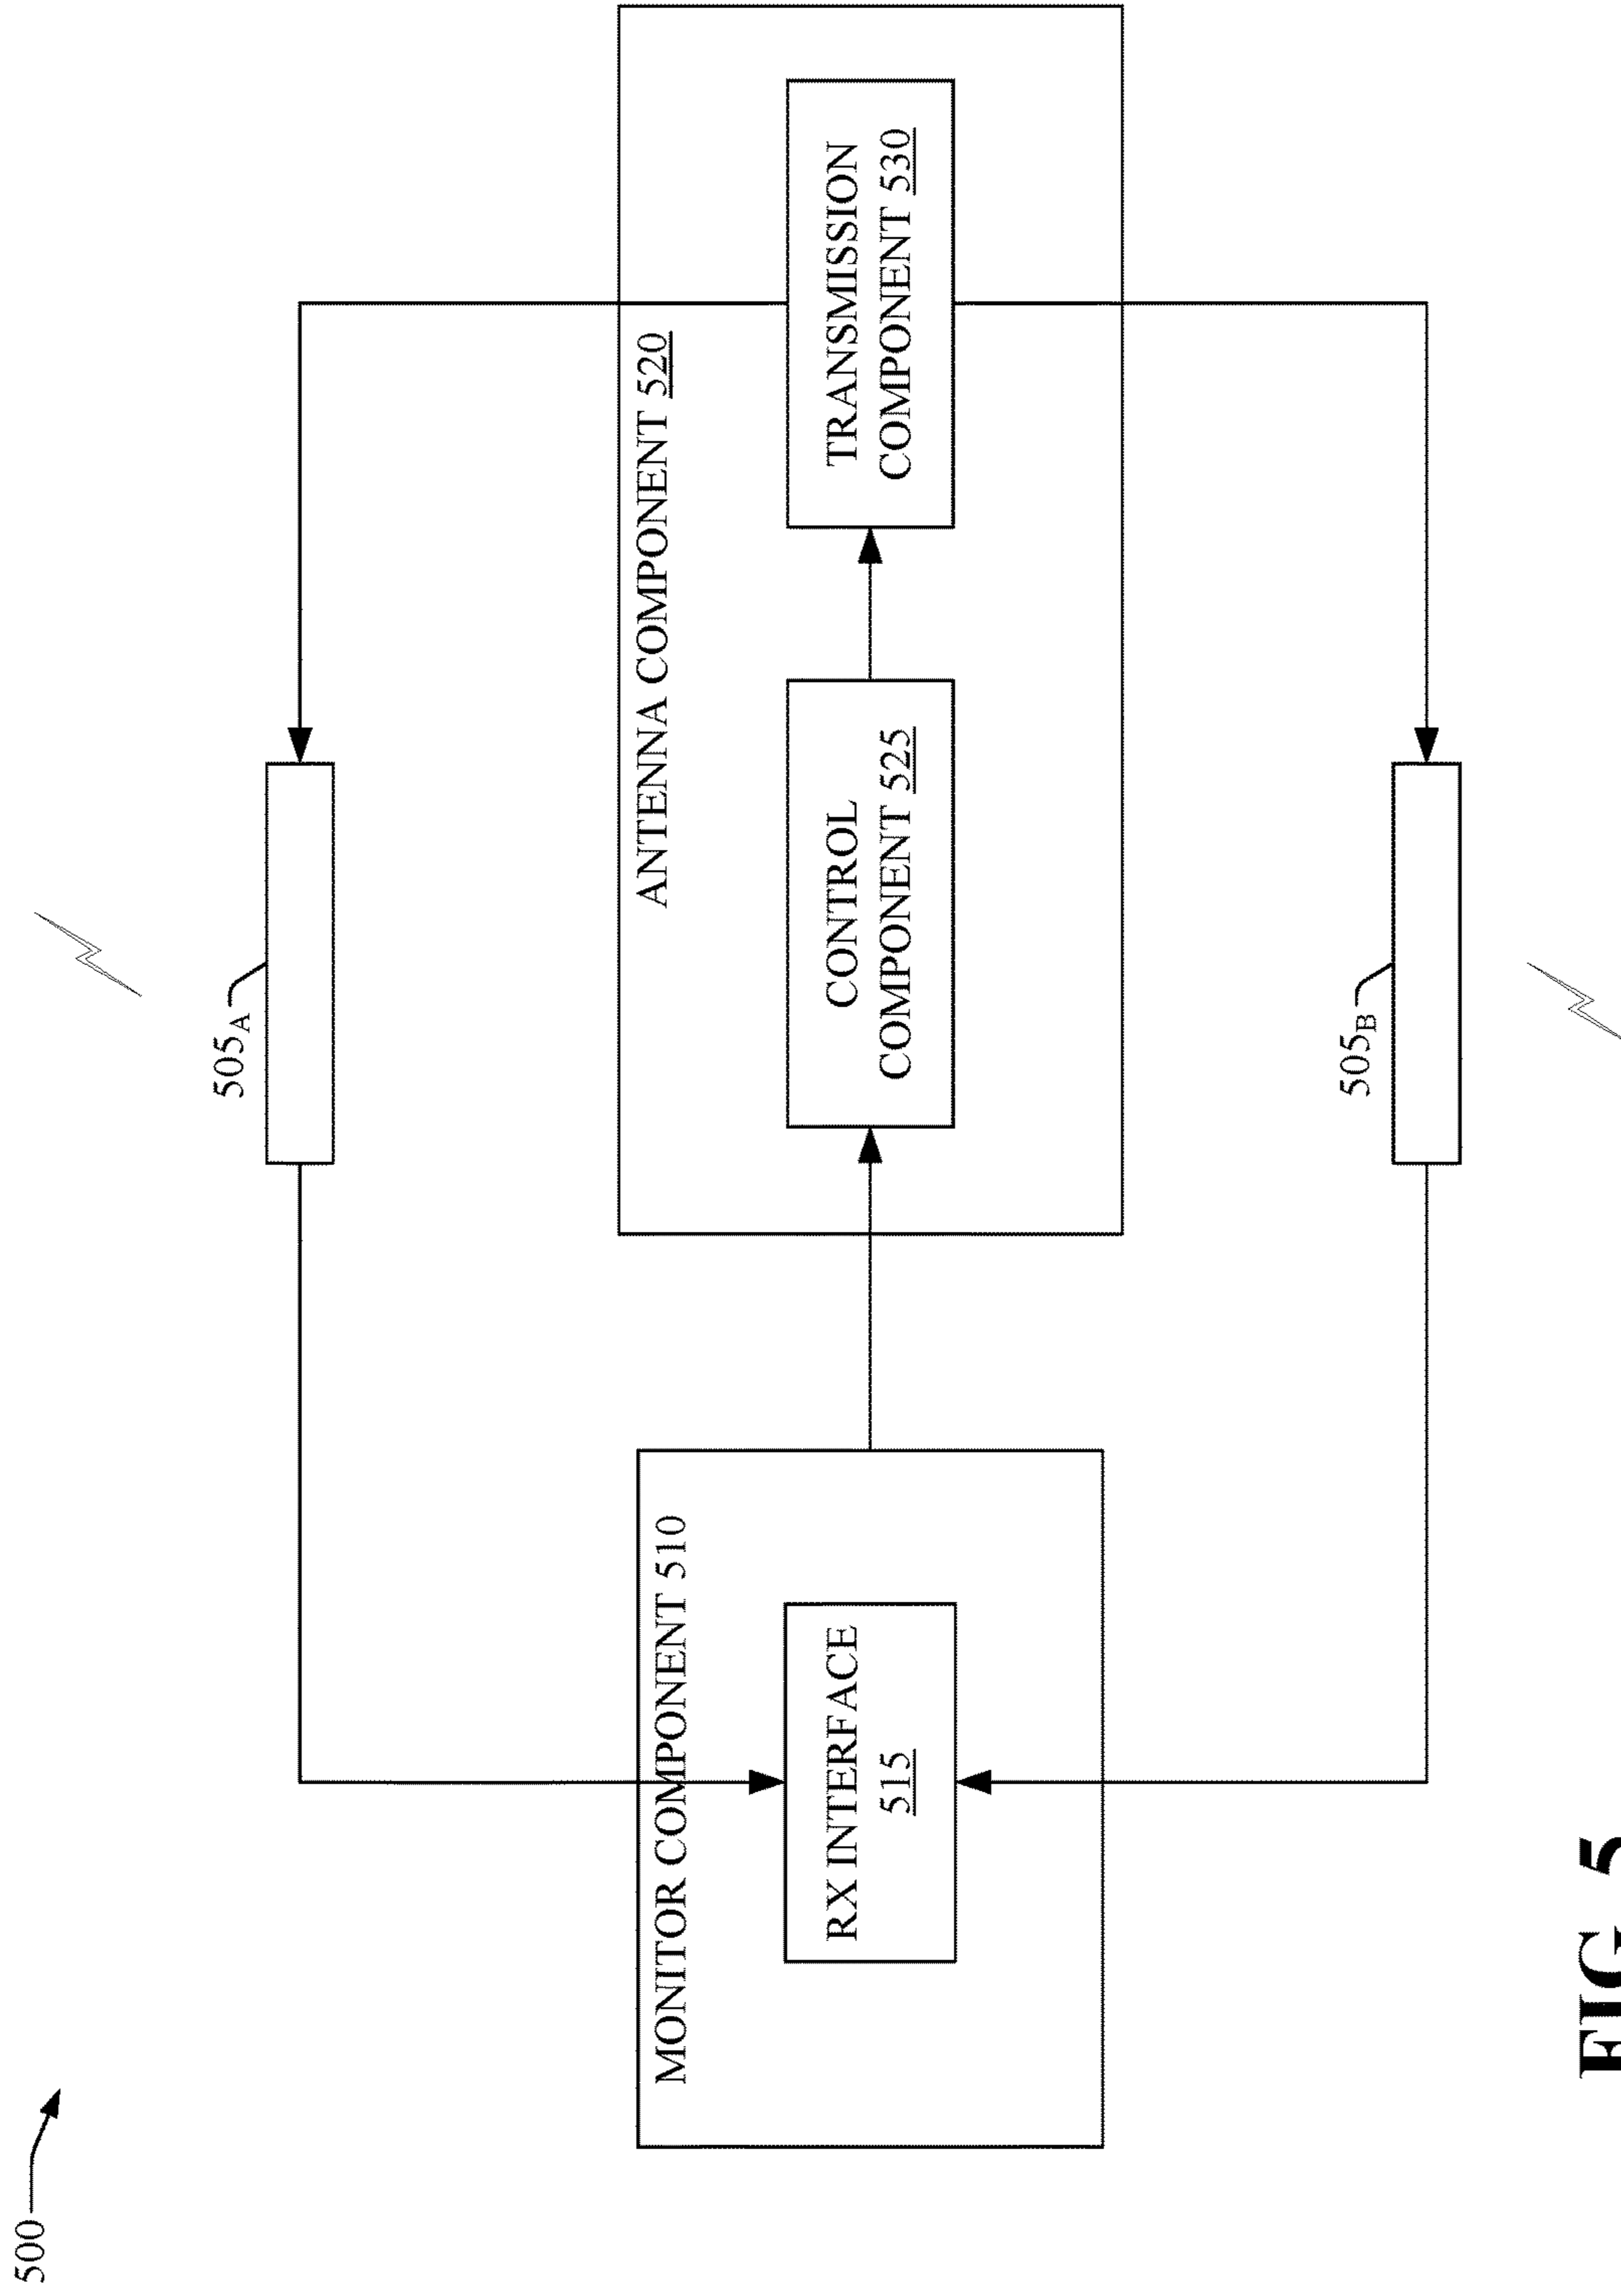 500
505A
MONITOR COMPONENT 510
RX INTERFACE
515
ANTENNA COMPONENT 520
CONTROL
COMPONENT 525
TRANSMISSION
COMPONENT 530
505B
FIG. 5